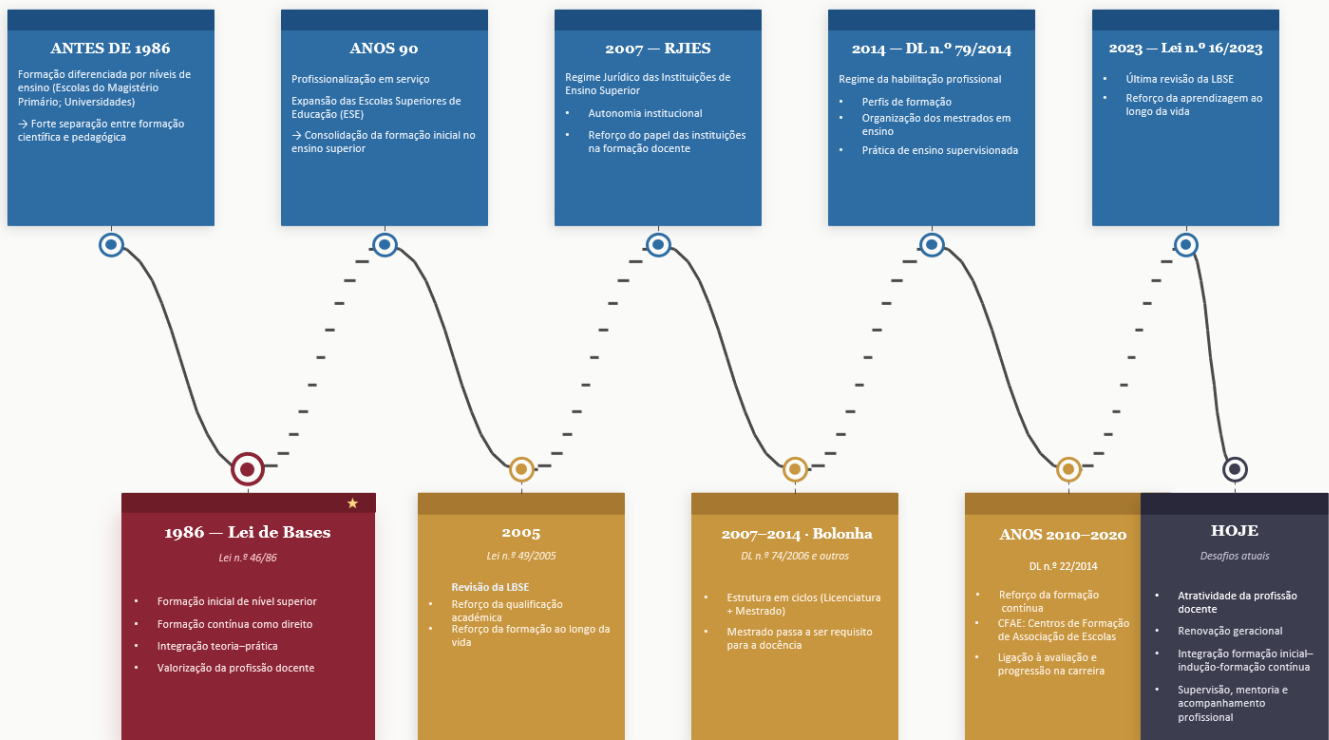 ANTES DE 1986
Formação diferenciada por níveis de
ensino (Escolas do Magistério
Primário; Universidades)
→ Forte separação entre formação
científica e pedagógica
ANOS 90
Profissionalização em serviço
Expansão das Escolas Superiores de
Educação (ESE)
→ Consolidação da formação inicial no
ensino superior
2007 — RJIES
Regime Jurídico das Instituições de
Ensino Superior
• Autonomia institucional
• Reforço do papel das instituições
na formação docente
2014 — DL n.º 79/2014
Regime da habilitação profissional
• Perfis de formação
• Organização dos mestrados em
ensino
• Prática de ensino supervisionada
2023 — Lei n.º 16/2023
• Última revisão da LBSE
• Reforço da aprendizagem ao
longo da vida
1986 — Lei de Bases
Lei n.º 46/86
• Formação inicial de nível superior
• Formação contínua como direito
• Integração teoria–prática
• Valorização da profissão docente
2005
Lei n.º 49/2005
Revisão da LBSE
• Reforço da qualificação
académica
• Reforço da formação ao longo da
vida
2007–2014 · Bolonha
DL n.º 74/2006 e outros
• Estrutura em ciclos (Licenciatura
+ Mestrado)
• Mestrado passa a ser requisito
para a docência
ANOS 2010–2020
DL n.º 22/2014
• Reforço da formação
contínua
• CFAE: Centros de Formação
de Associação de Escolas
• Ligação à avaliação e
progressão na carreira
HOJE
Desafios atuais
• Atratividade da profissão
docente
• Renovação geracional
• Integração formação inicial–
indução-formação contínua
• Supervisão, mentoria e
acompanhamento
profissional